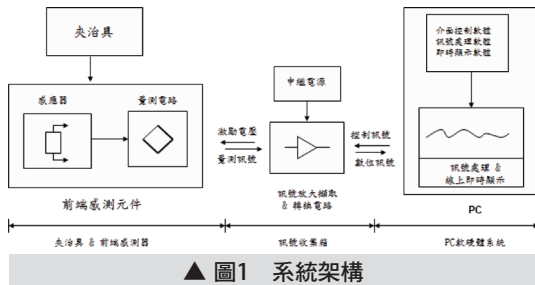 夾治具
感應器
量測電路
前端感測元件
激勵電壓
量測訊號
中繼電源
訊號放大擷取
& 轉換電路
控制訊號
數位訊號
介面控制軟體
訊號處理軟體
即時顯示軟體
訊號處理 &
線上即時顯示
PC
夾治具 & 前端感測器
訊號收集箱
PC軟硬體系統
▲ 圖1 系統架構